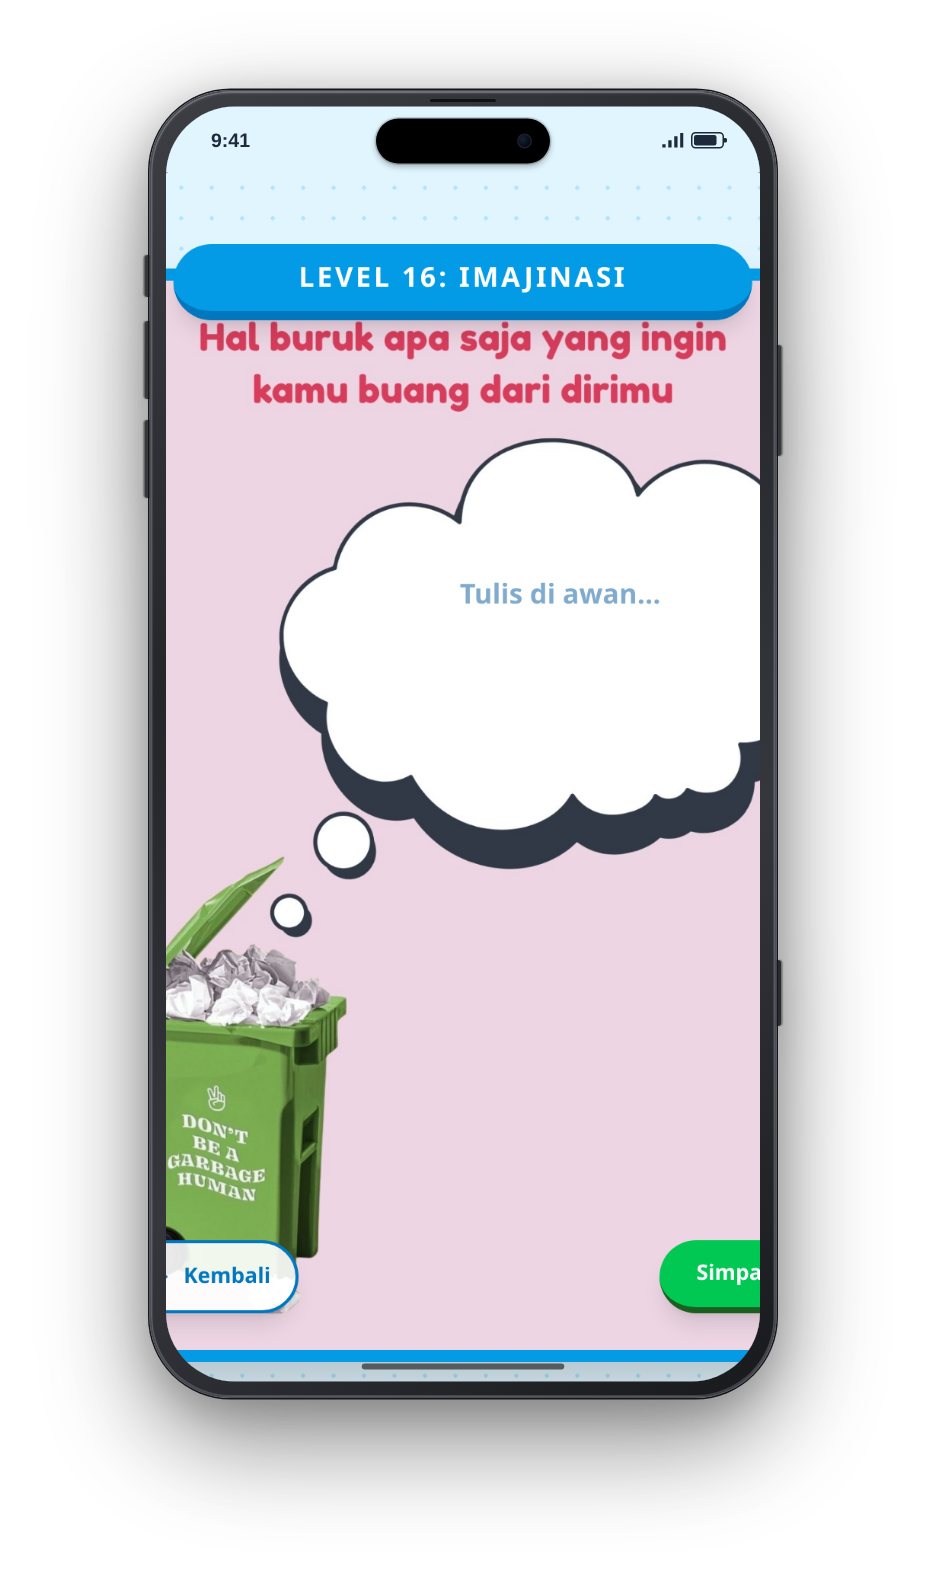 9:41
LEVEL 16: IMAJINASI
Hal buruk apa saja yang ingin
kamu buang dari dirimu
Tulis di awan...
DON'T
BE A
GARBAGE
HUMAN
Kembali
Simpa